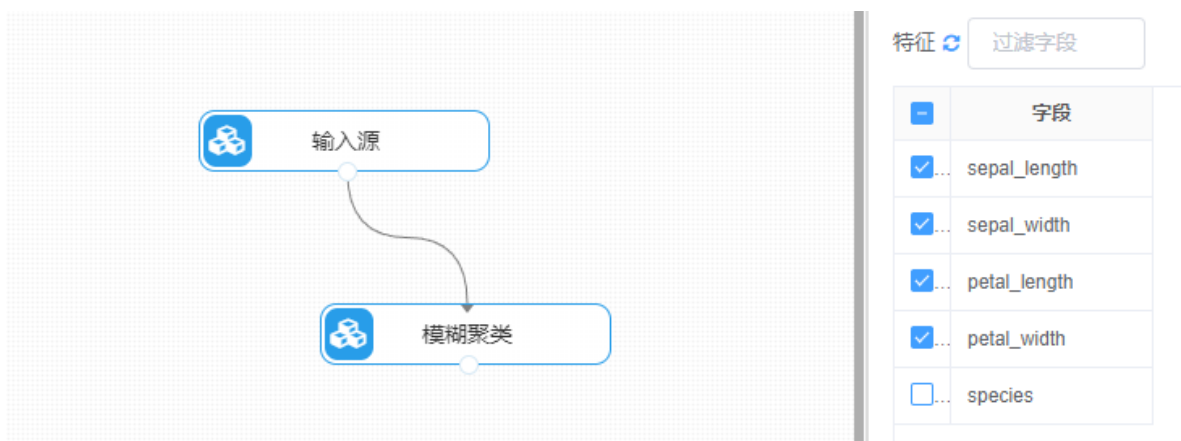 输入源
模糊聚类
特征 过滤字段
字段
... sepal_length
... sepal_width
... petal_length
... petal_width
... species